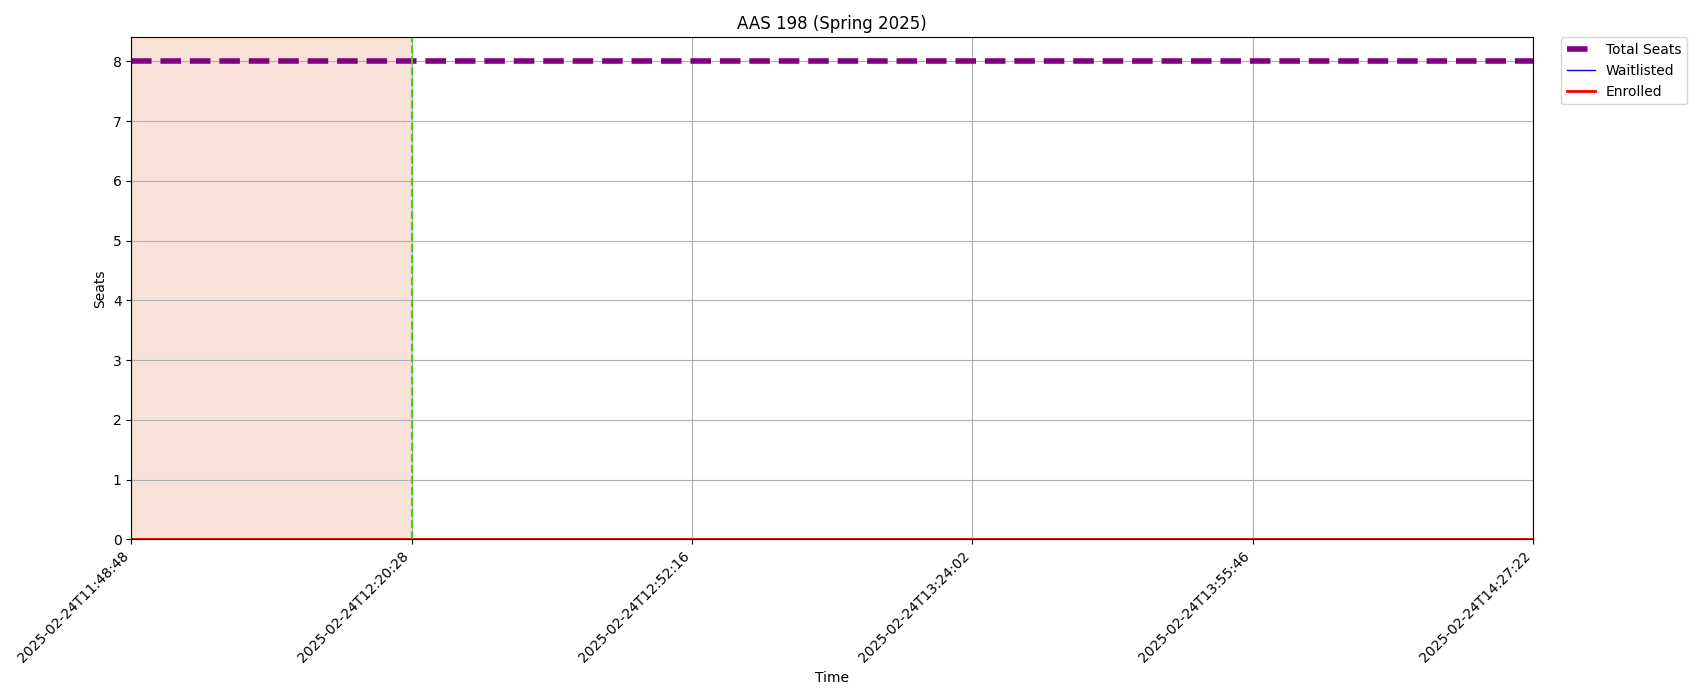 AAS 198 (Spring 2025)
Total Seats
Waitlisted
Enrolled
8
7
6
5
4
3
2
1
0
Seats
2025-02-24T11:48:48
2025-02-24T12:20:28
2025-02-24T12:52:16
2025-02-24T13:24:02
2025-02-24T13:55:46
2025-02-24T14:27:22
Time